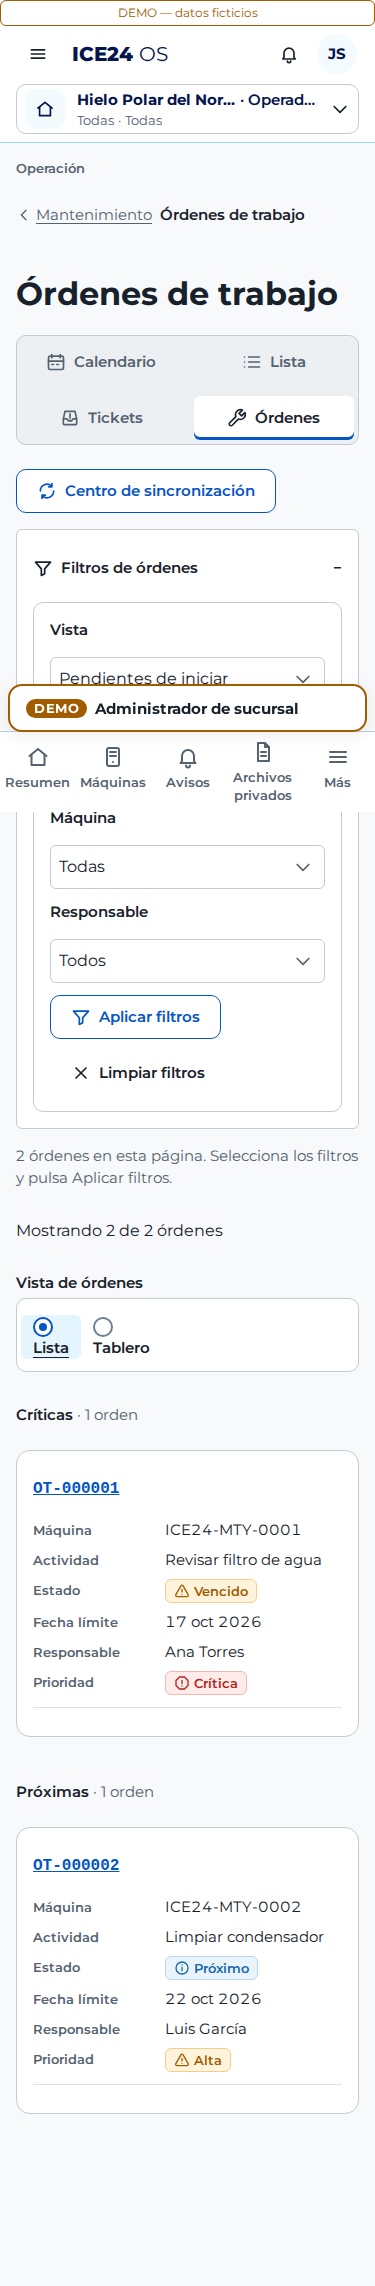 DEMO — datos ficticios
ICE24 OS
JS
Hielo Polar del Nor... · Operad...
Todas · Todas
Operación
Mantenimiento Órdenes de trabajo
Órdenes de trabajo
Calendario
Lista
Tickets
Órdenes
Centro de sincronización
Filtros de órdenes −
Vista
Pendientes de iniciar
DEMO Administrador de sucursal
Resumen
Máquinas
Avisos
Archivos privados
Más
Máquina
Todas
Responsable
Todos
Aplicar filtros
Limpiar filtros
2 órdenes en esta página. Selecciona los filtros
y pulsa Aplicar filtros.
Mostrando 2 de 2 órdenes
Vista de órdenes
Lista
Tablero
Críticas · 1 orden
OT-000001
Máquina ICE24-MTY-0001
Actividad Revisar filtro de agua
Estado Vencido
Fecha límite 17 oct 2026
Responsable Ana Torres
Prioridad Crítica
Próximas · 1 orden
OT-000002
Máquina ICE24-MTY-0002
Actividad Limpiar condensador
Estado Próximo
Fecha límite 22 oct 2026
Responsable Luis García
Prioridad Alta